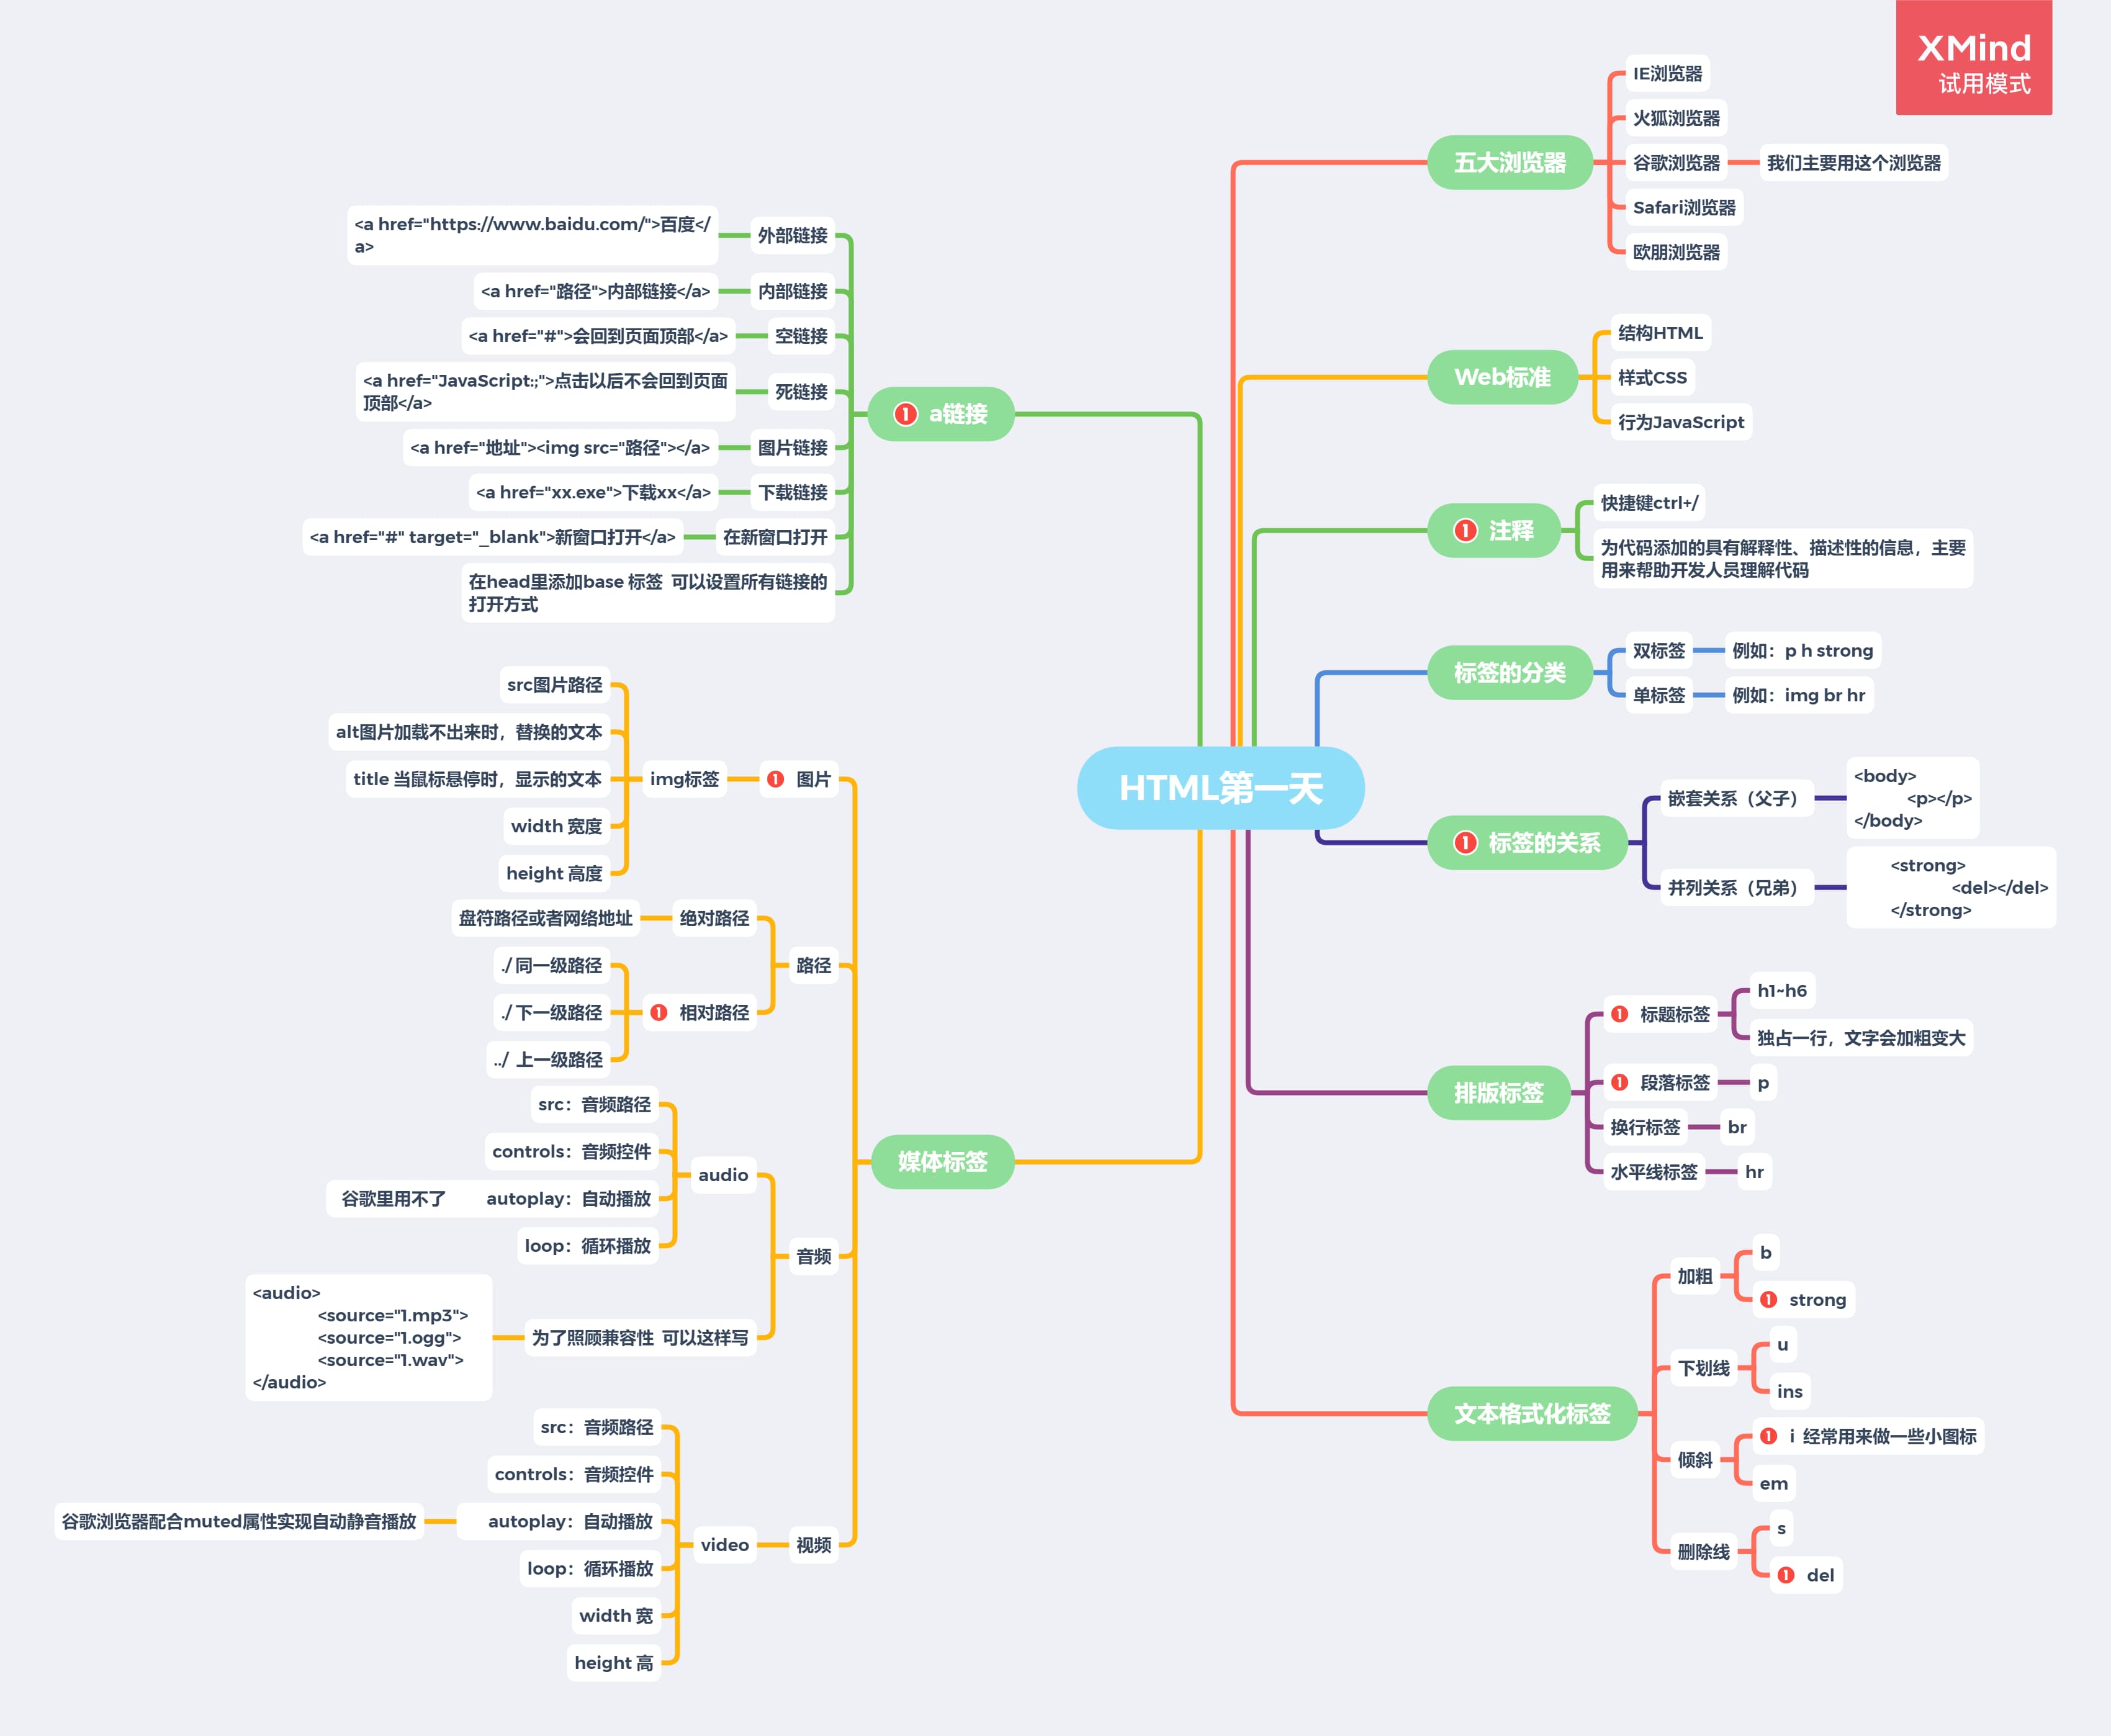 XMind
试用模式
HTML第一天
五大浏览器
IE浏览器
火狐浏览器
谷歌浏览器
我们主要用这个浏览器
Safari浏览器
欧朋浏览器
Web标准
结构HTML
样式CSS
行为JavaScript
1 注释
快捷键ctrl+/
为代码添加的具有解释性、描述性的信息，主要
用来帮助开发人员理解代码
标签的分类
双标签
例如：p h strong
单标签
例如：img br hr
1 标签的关系
嵌套关系（父子）
<body>
<p></p>
</body>
并列关系（兄弟）
<strong>
<del></del>
</strong>
排版标签
1 标题标签
h1~h6
独占一行，文字会加粗变大
1 段落标签
p
换行标签
br
水平线标签
hr
文本格式化标签
加粗
b
1 strong
下划线
u
ins
倾斜
1 i 经常用来做一些小图标
em
删除线
s
1 del
1 a链接
外部链接
<a href="https://www.baidu.com/">百度</
a>
内部链接
<a href="路径">内部链接</a>
空链接
<a href="#">会回到页面顶部</a>
死链接
<a href="JavaScript:;">点击以后不会回到页面
顶部</a>
图片链接
<a href="地址"><img src="路径"></a>
下载链接
<a href="xx.exe">下载xx</a>
在新窗口打开
<a href="#" target="_blank">新窗口打开</a>
在head里添加base 标签 可以设置所有链接的
打开方式
媒体标签
1 图片
img标签
src图片路径
alt图片加载不出来时，替换的文本
title 当鼠标悬停时，显示的文本
width 宽度
height 高度
路径
绝对路径
盘符路径或者网络地址
1 相对路径
./ 同一级路径
./ 下一级路径
../ 上一级路径
音频
audio
src：音频路径
controls：音频控件
谷歌里用不了 autoplay：自动播放
loop：循环播放
为了照顾兼容性 可以这样写
<audio>
<source="1.mp3">
<source="1.ogg">
<source="1.wav">
</audio>
视频
video
src：音频路径
controls：音频控件
autoplay：自动播放
谷歌浏览器配合muted属性实现自动静音播放
loop：循环播放
width 宽
height 高